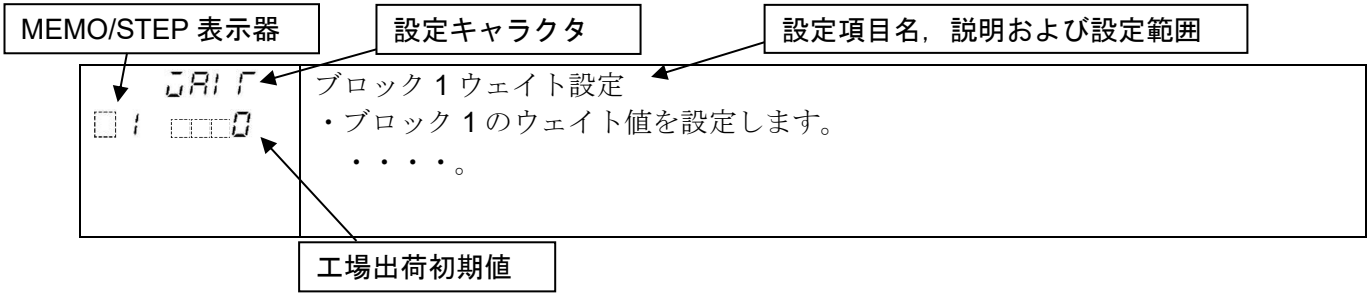 MEMO/STEP 表示器
設定キャラクタ
設定項目名，説明および設定範囲
WAIT
ブロック 1 ウェイト設定
1 0
・ブロック 1 のウェイト値を設定します。
・・・・。
工場出荷初期値